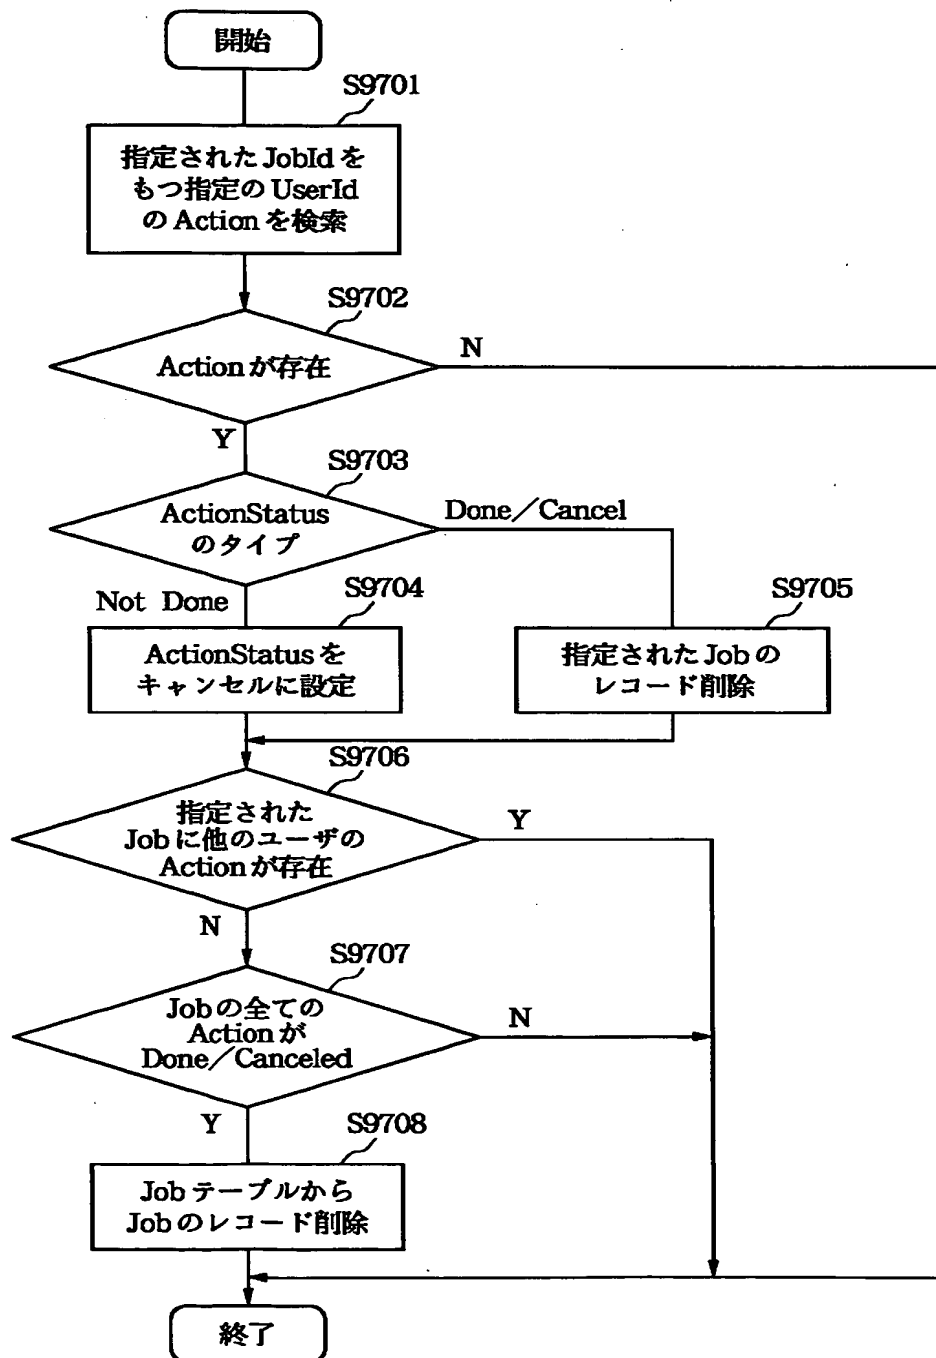 開始
S9701
指定された JobIdを
もつ指定の UserId
の Actionを検索
S9702
Actionが存在
N
Y
S9703
ActionStatus
のタイプ
Done／Cancel
Not Done
S9704
S9705
ActionStatusを
キャンセルに設定
指定された Jobの
レコード削除
S9706
指定された
Jobに他のユーザの
Actionが存在
Y
N
S9707
Jobの全ての
Actionが
Done／Canceled
N
Y
S9708
Jobテーブルから
Jobのレコード削除
終了